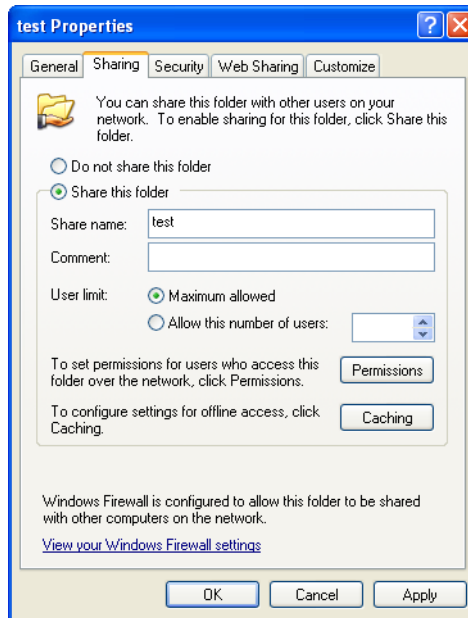 test Properties
General Sharing Security Web Sharing Customize
You can share this folder with other users on your
network. To enable sharing for this folder, click Share this
folder.
Do not share this folder
Share this folder
Share name: test
Comment:
User limit: Maximum allowed
Allow this number of users:
To set permissions for users who access this
folder over the network, click Permissions.
Permissions
To configure settings for offline access, click
Caching.
Caching
Windows Firewall is configured to allow this folder to be shared
with other computers on the network.
View your Windows Firewall settings
OK Cancel Apply